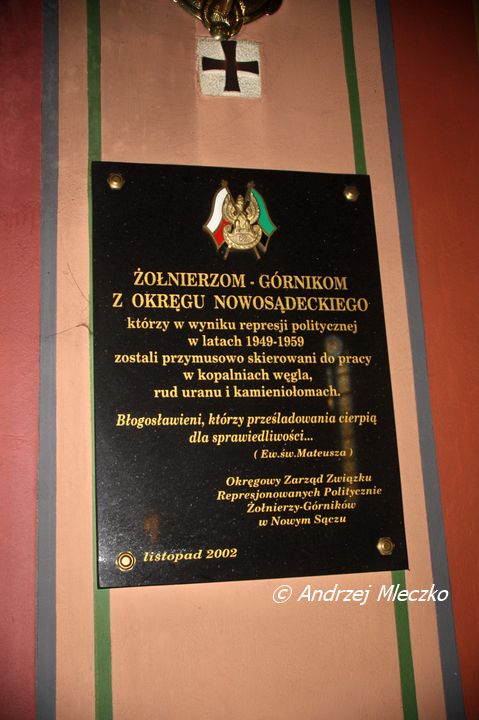 ŻOŁNIERZOM - GÓRNIKOM
Z OKRĘGU NOWOSĄDECKIEGO
którzy w wyniku represji politycznej
w latach 1949-1959
zostali przymusowo skierowani do pracy
w kopalniach węgla,
rud uranu i kamieniołomach.
Błogosławieni, którzy prześladowania cierpią
dla sprawiedliwości...
( Ew.św.Mateusza )
Okręgowy Zarząd Związku
Represjonowanych Politycznie
Żołnierzy-Górników
w Nowym Sączu
listopad 2002
© Andrzej Mleczko